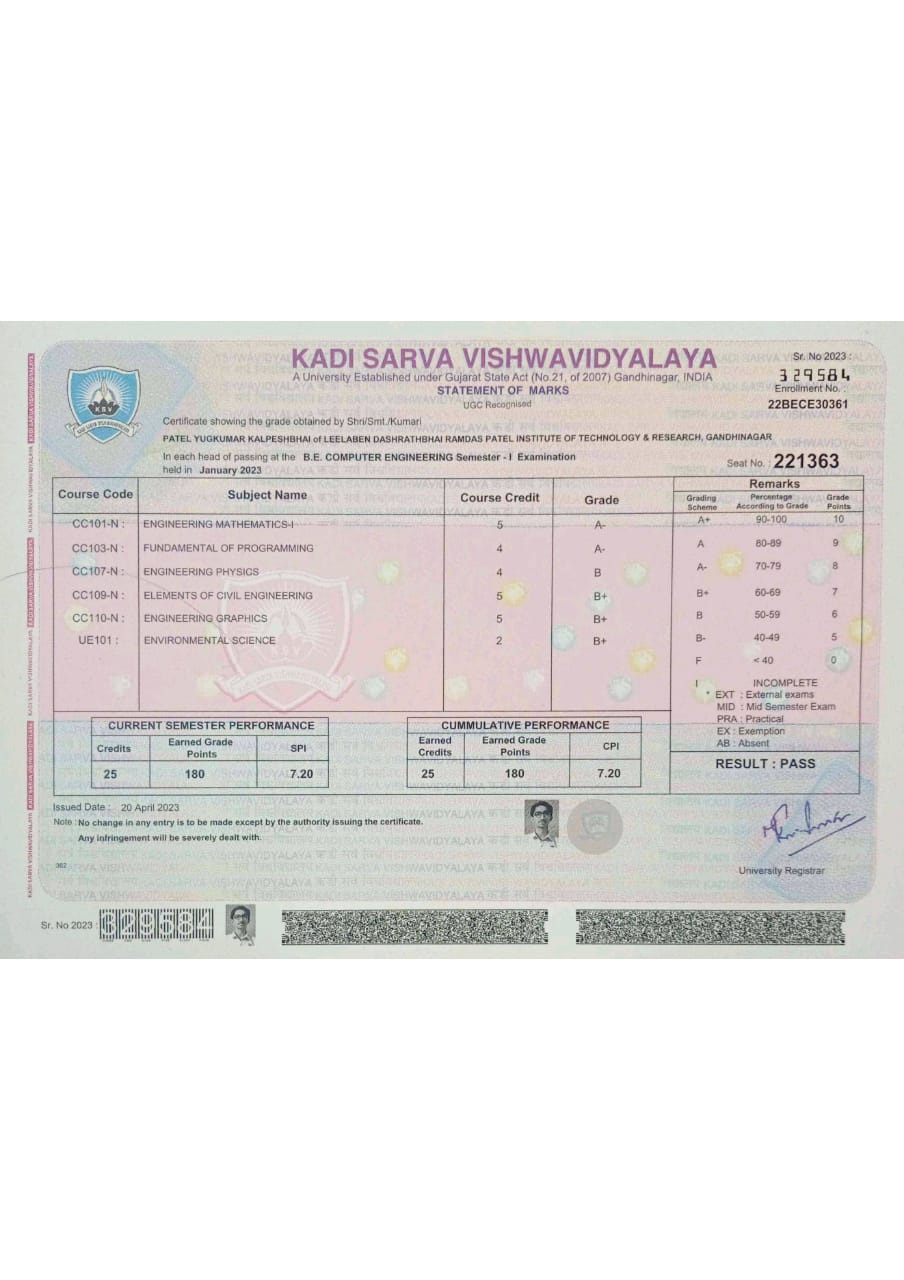 KADI SARVA VISHWAVIDYALAYA
A University Established under Gujarat State Act (No.21, of 2007) Gandhinagar, INDIA
STATEMENT OF MARKS
UGC Recognised
Sr. No 2023 :
329584
Enrollment No. :
22BECE30361
KSV
Certificate showing the grade obtained by Shri/Smt./Kumari
PATEL YUGKUMAR KALPESHBHAI of LEELABEN DASHRATHBHAI RAMDAS PATEL INSTITUTE OF TECHNOLOGY & RESEARCH, GANDHINAGAR
In each head of passing at the B.E. COMPUTER ENGINEERING Semester - I Examination
held in January 2023
Seat No. : 221363
Course Code Subject Name Course Credit Grade
CC101-N : ENGINEERING MATHEMATICS-I 5 A-
CC103-N : FUNDAMENTAL OF PROGRAMMING 4 A-
CC107-N : ENGINEERING PHYSICS 4 B
CC109-N : ELEMENTS OF CIVIL ENGINEERING 5 B+
CC110-N : ENGINEERING GRAPHICS 5 B+
UE101 : ENVIRONMENTAL SCIENCE 2 B+
Remarks
Grading Scheme Percentage According to Grade Grade Points
A+ 90-100 10
A 80-89 9
A- 70-79 8
B+ 60-69 7
B 50-59 6
B- 40-49 5
F < 40 0
I INCOMPLETE
* EXT : External exams
MID : Mid Semester Exam
PRA : Practical
EX : Exemption
AB : Absent
RESULT : PASS
CURRENT SEMESTER PERFORMANCE
Credits Earned Grade Points SPI
25 180 7.20
CUMMULATIVE PERFORMANCE
Earned Credits Earned Grade Points CPI
25 180 7.20
Issued Date : 20 April 2023
Note : No change in any entry is to be made except by the authority issuing the certificate.
Any infringement will be severely dealt with.
362
University Registrar
Sr. No 2023 : 329584